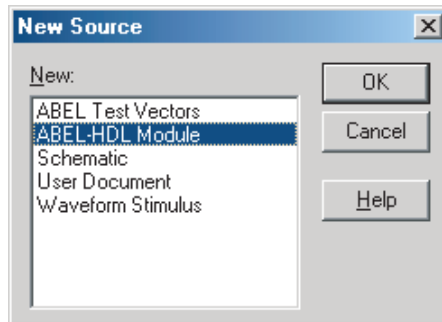 New Source
New:
ABEL Test Vectors
ABEL-HDL Module
Schematic
User Document
Waveform Stimulus
OK
Cancel
Help